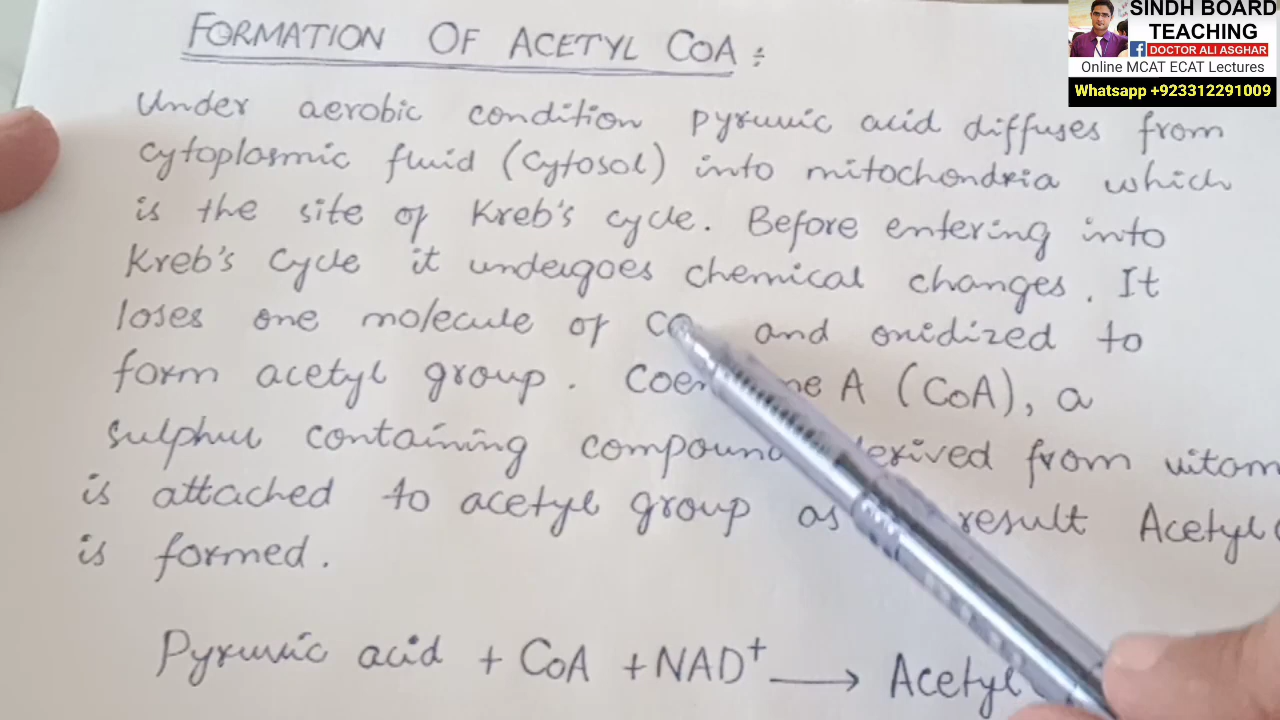 SINDH BOARD
TEACHING
DOCTOR ALI ASGHAR
Online MCAT ECAT Lectures
Whatsapp +923312291009
FORMATION OF ACETYL COA :
Under aerobic condition pyruvic acid diffuses from
cytoplasmic fluid (Cytosol) into mitochondria which
is the site of Kreb's cycle. Before entering into
Kreb's Cycle it undergoes chemical changes. It
loses one molecule of CO and oxidized to
form acetyl group. A (CoA), a
sulphur containing derived from
is attached to acetyl group as result Acetyl
is formed.
Pyruvic acid + CoA + NAD⁺ ⟶ Acetyl